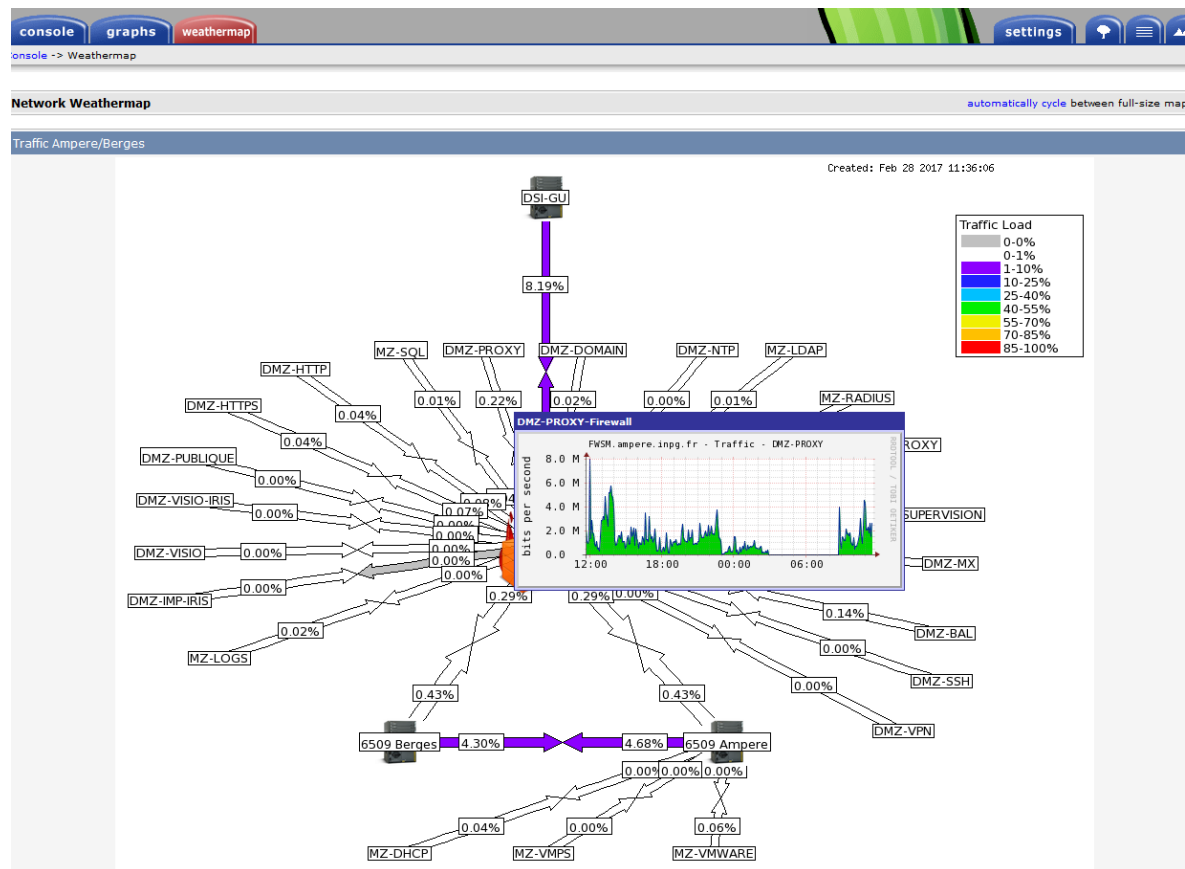 console graphs weathermap settings
onsole -> Weathermap
Network Weathermap automatically cycle between full-size map
Traffic Ampere/Berges
Created: Feb 28 2017 11:36:06
DSI-GU
Traffic Load
0-0%
0-1%
1-10%
10-25%
25-40%
40-55%
55-70%
70-85%
85-100%
8.19%
MZ-SQL DMZ-PROXY DMZ-DOMAIN DMZ-NTP MZ-LDAP
DMZ-HTTP
0.01% 0.22% 0.02% 0.00% 0.01% MZ-RADIUS
DMZ-HTTPS 0.04%
DMZ-PROXY-Firewall
0.04% ROXY
FWSM.ampere.inpg.fr - Traffic - DMZ-PROXY
RRDTOOL / TOBI OETIKER
bits per second
8.0 M
6.0 M
4.0 M
2.0 M
0.0
12:00 18:00 00:00 06:00
DMZ-PUBLIQUE
0.00%
DMZ-VISIO-IRIS 0.08%
0.00% 0.07% SUPERVISION
0.00%
0.00%
DMZ-VISIO 0.00% 0.00%
0.00% DMZ-MX
0.00%
DMZ-IMP-IRIS 0.00%
0.29% 0.29% 0.00%
0.14%
0.02% DMZ-BAL
MZ-LOGS 0.00%
DMZ-SSH
0.43% 0.43% 0.00%
DMZ-VPN
6509 Berges 4.30% 4.68% 6509 Ampere
0.00% 0.00% 0.00%
0.04% 0.00% 0.06%
MZ-DHCP MZ-VMPS MZ-VMWARE